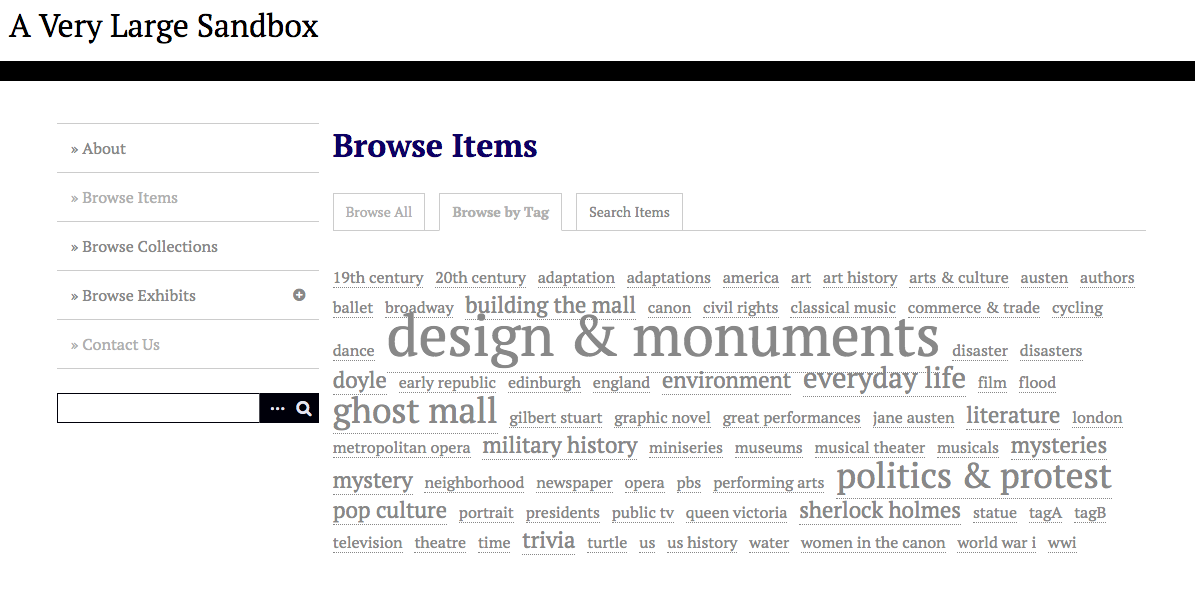 A Very Large Sandbox
» About
» Browse Items
» Browse Collections
» Browse Exhibits
» Contact Us
Browse Items
Browse All Browse by Tag Search Items
19th century 20th century adaptation adaptations america art art history arts & culture austen authors
ballet broadway building the mall canon civil rights classical music commerce & trade cycling
dance design & monuments disaster disasters
doyle early republic edinburgh england environment everyday life film flood
ghost mall gilbert stuart graphic novel great performances jane austen literature london
metropolitan opera military history miniseries museums musical theater musicals mysteries
mystery neighborhood newspaper opera pbs performing arts politics & protest
pop culture portrait presidents public tv queen victoria sherlock holmes statue tagA tagB
television theatre time trivia turtle us us history water women in the canon world war i wwi